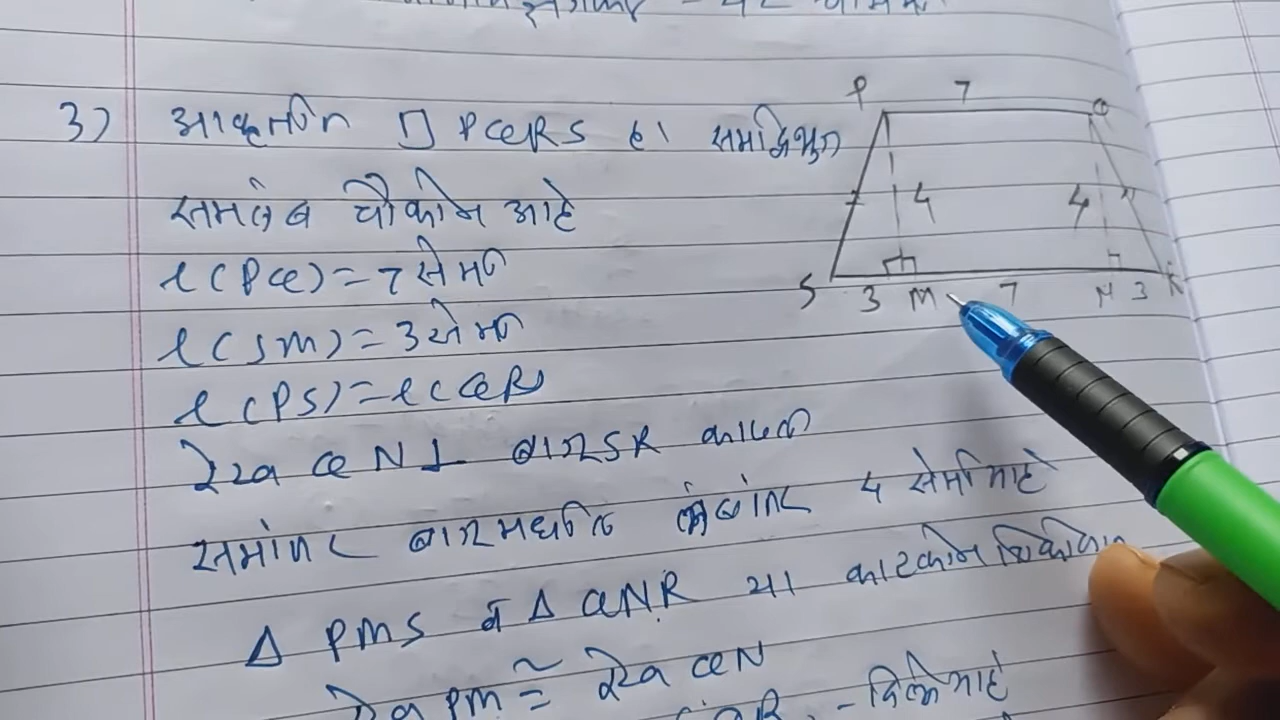 3) आकृतीत □ PQRS हा समद्विभुज
समलंब चौकोन आहे
l(PQ) = 7 सेमी
l(SM) = 3 सेमी
l(PS) = l(QR)
रेख QN ⊥ बाजू SR काढली
समांतर बाजूमधील लंबांतर 4 सेमी आहे
Δ PMS व Δ QNR या काटकोन त्रिकोणात
रेख PM ≅ रेख QN
- दिले आहे
P 7 Q
4 4
S 3 M 7 N 3 R